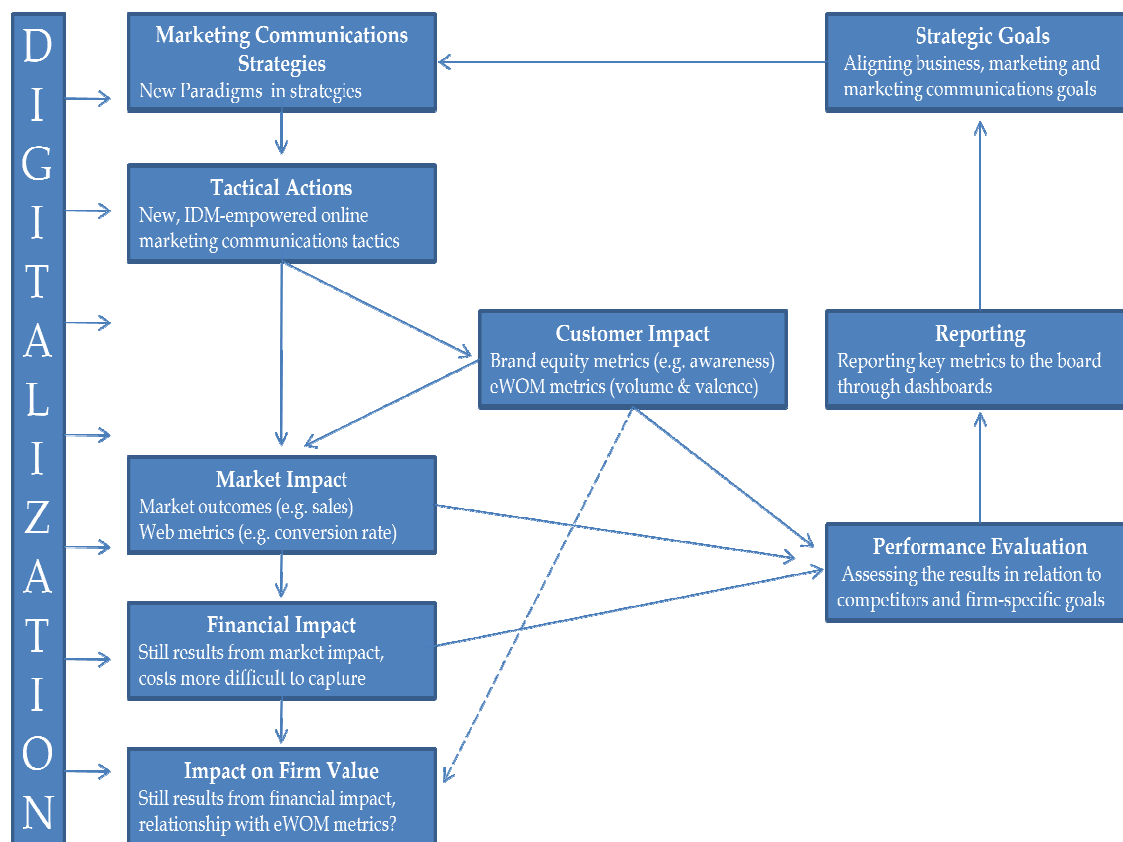 DIGITALIZATION
Marketing Communications
Strategies
New Paradigms in strategies
Strategic Goals
Aligning business, marketing and
marketing communications goals
Tactical Actions
New, IDM-empowered online
marketing communications tactics
Customer Impact
Brand equity metrics (e.g. awareness)
eWOM metrics (volume & valence)
Reporting
Reporting key metrics to the board
through dashboards
Market Impact
Market outcomes (e.g. sales)
Web metrics (e.g. conversion rate)
Performance Evaluation
Assessing the results in relation to
competitors and firm-specific goals
Financial Impact
Still results from market impact,
costs more difficult to capture
Impact on Firm Value
Still results from financial impact,
relationship with eWOM metrics?